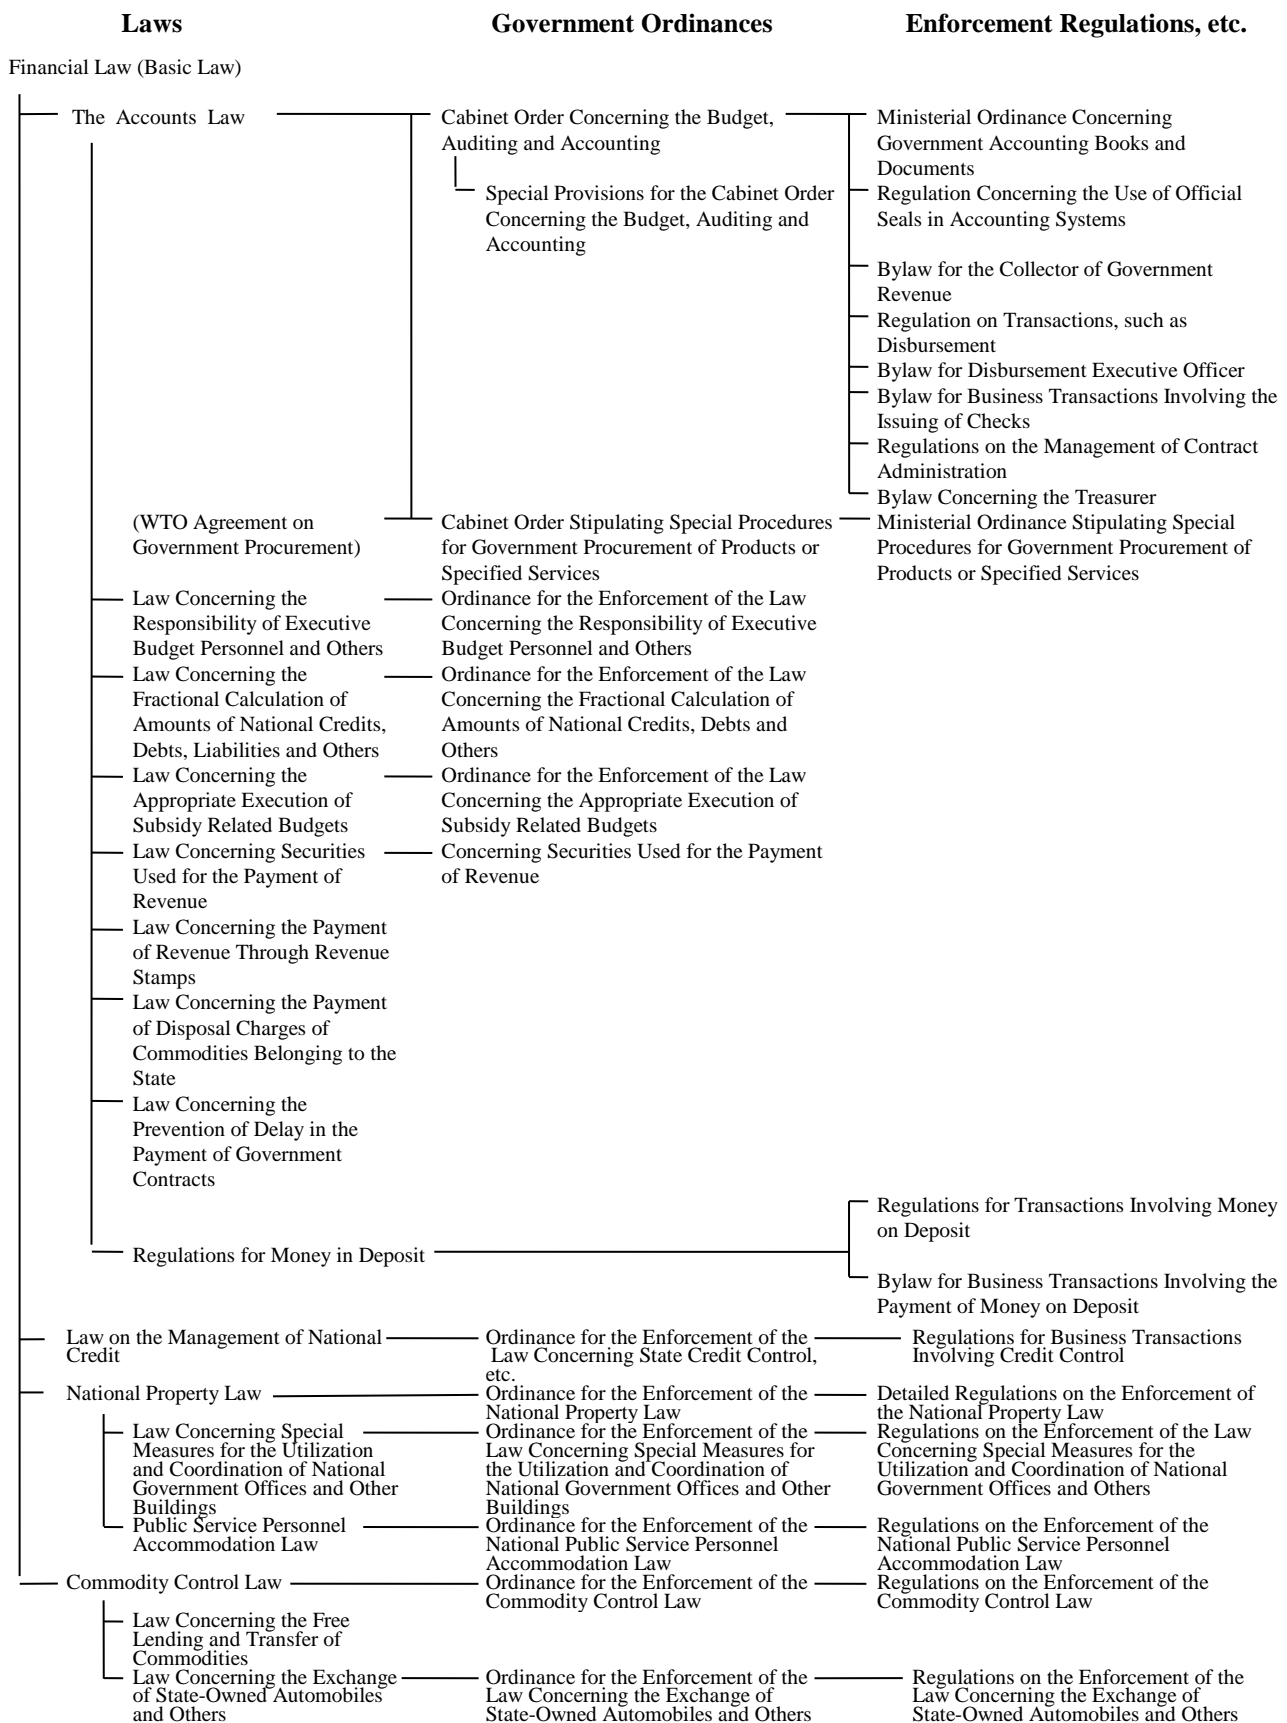 Laws
Government Ordinances
Enforcement Regulations, etc.
Financial Law (Basic Law)
The Accounts Law
Cabinet Order Concerning the Budget,
Auditing and Accounting
Special Provisions for the Cabinet Order
Concerning the Budget, Auditing and
Accounting
Ministerial Ordinance Concerning
Government Accounting Books and
Documents
Regulation Concerning the Use of Official
Seals in Accounting Systems
Bylaw for the Collector of Government
Revenue
Regulation on Transactions, such as
Disbursement
Bylaw for Disbursement Executive Officer
Bylaw for Business Transactions Involving the
Issuing of Checks
Regulations on the Management of Contract
Administration
Bylaw Concerning the Treasurer
(WTO Agreement on
Government Procurement)
Cabinet Order Stipulating Special Procedures
for Government Procurement of Products or
Specified Services
Ministerial Ordinance Stipulating Special
Procedures for Government Procurement of
Products or Specified Services
Law Concerning the
Responsibility of Executive
Budget Personnel and Others
Ordinance for the Enforcement of the Law
Concerning the Responsibility of Executive
Budget Personnel and Others
Law Concerning the
Fractional Calculation of
Amounts of National Credits,
Debts, Liabilities and Others
Ordinance for the Enforcement of the Law
Concerning the Fractional Calculation of
Amounts of National Credits, Debts and
Others
Law Concerning the
Appropriate Execution of
Subsidy Related Budgets
Ordinance for the Enforcement of the Law
Concerning the Appropriate Execution of
Subsidy Related Budgets
Law Concerning Securities
Used for the Payment of
Revenue
Concerning Securities Used for the Payment
of Revenue
Law Concerning the Payment
of Revenue Through Revenue
Stamps
Law Concerning the Payment
of Disposal Charges of
Commodities Belonging to the
State
Law Concerning the
Prevention of Delay in the
Payment of Government
Contracts
Regulations for Money in Deposit
Regulations for Transactions Involving Money
on Deposit
Bylaw for Business Transactions Involving the
Payment of Money on Deposit
Law on the Management of National
Credit
Ordinance for the Enforcement of the
Law Concerning State Credit Control,
etc.
Regulations for Business Transactions
Involving Credit Control
National Property Law
Ordinance for the Enforcement of the
National Property Law
Detailed Regulations on the Enforcement of
the National Property Law
Law Concerning Special
Measures for the Utilization
and Coordination of National
Government Offices and Other
Buildings
Ordinance for the Enforcement of the
Law Concerning Special Measures for
the Utilization and Coordination of
National Government Offices and Other
Buildings
Regulations on the Enforcement of the Law
Concerning Special Measures for the
Utilization and Coordination of National
Government Offices and Others
Public Service Personnel
Accommodation Law
Ordinance for the Enforcement of the
National Public Service Personnel
Accommodation Law
Regulations on the Enforcement of the
National Public Service Personnel
Accommodation Law
Commodity Control Law
Ordinance for the Enforcement of the
Commodity Control Law
Regulations on the Enforcement of the
Commodity Control Law
Law Concerning the Free
Lending and Transfer of
Commodities
Law Concerning the Exchange
of State-Owned Automobiles
and Others
Ordinance for the Enforcement of the
Law Concerning the Exchange of
State-Owned Automobiles and Others
Regulations on the Enforcement of the
Law Concerning the Exchange of
State-Owned Automobiles and Others